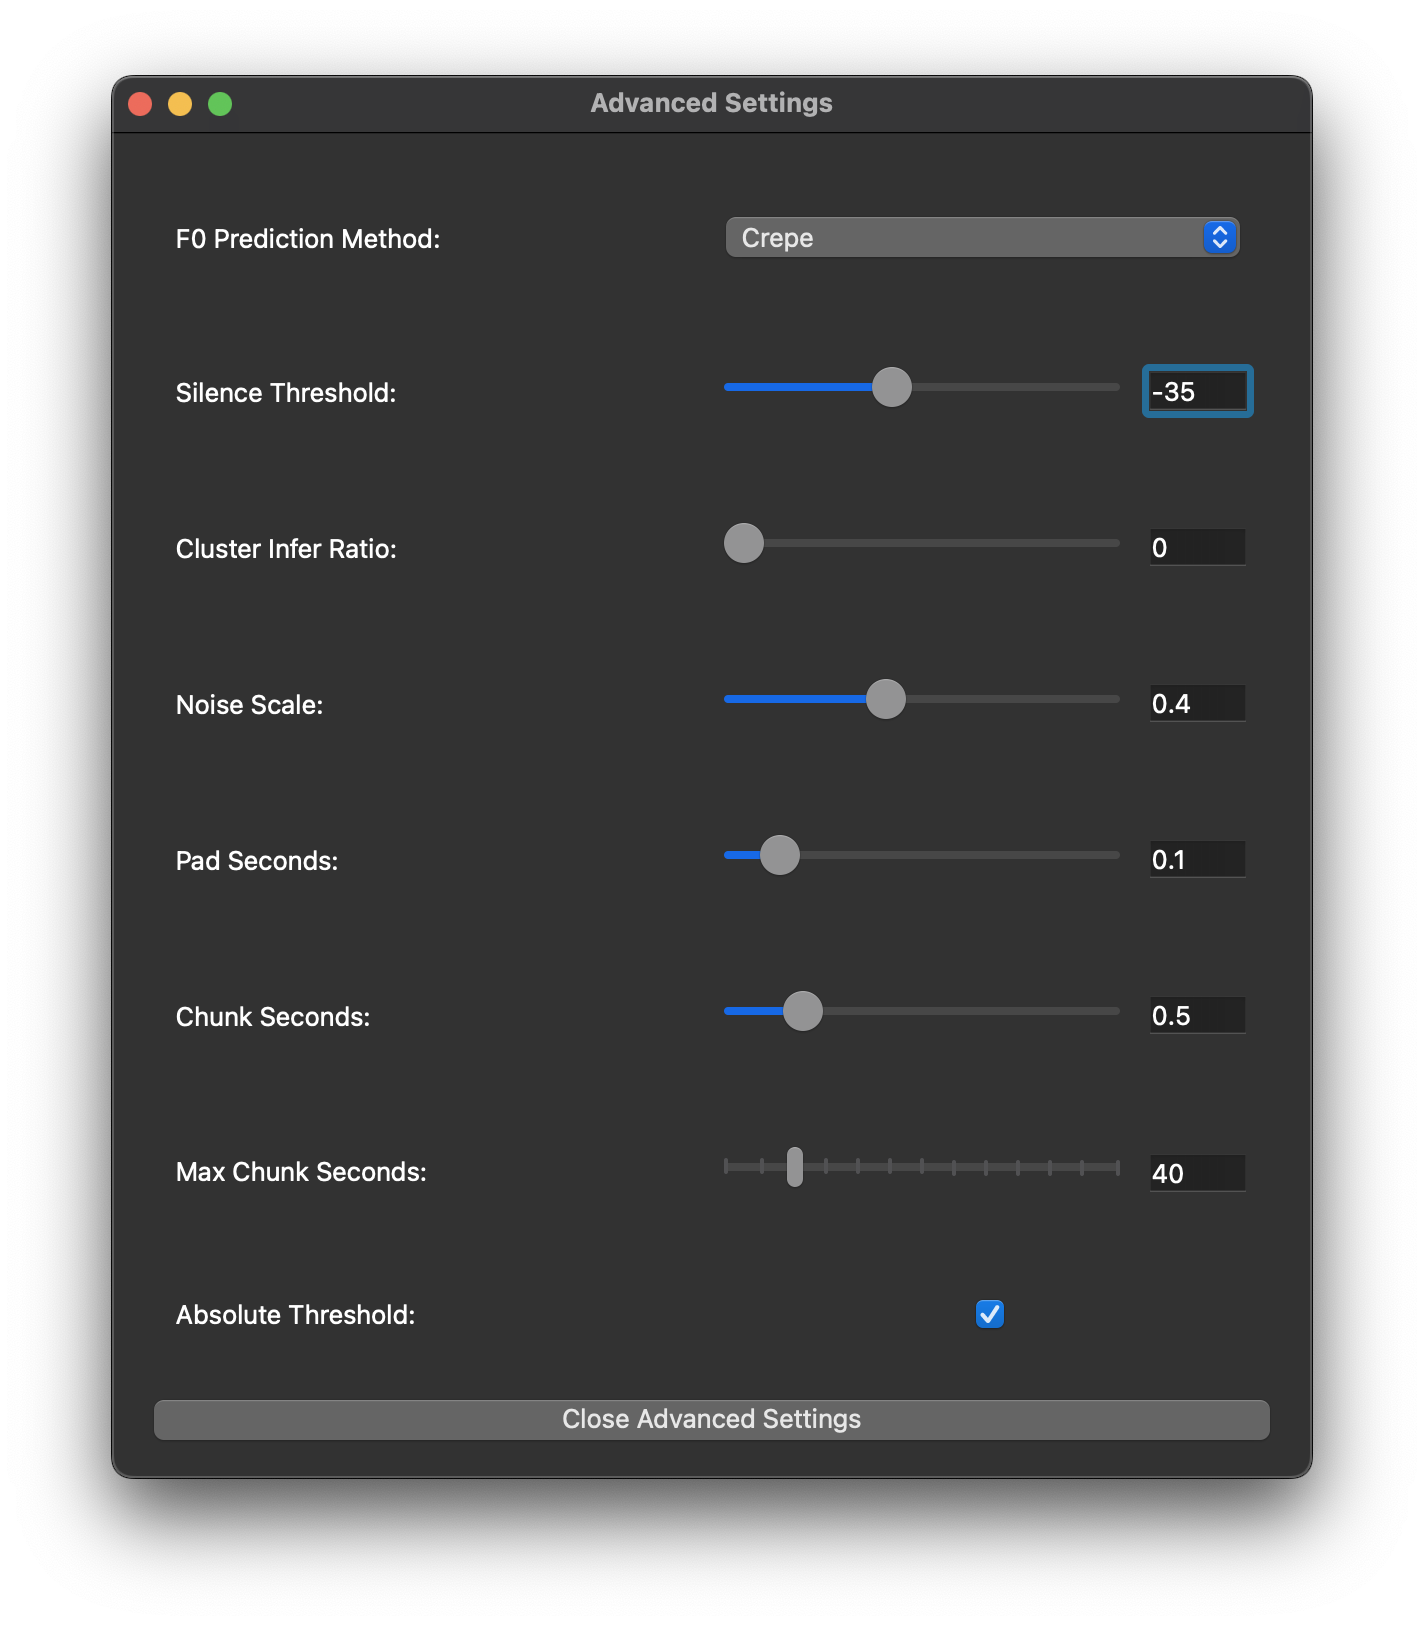 Advanced Settings
F0 Prediction Method:
Crepe
Silence Threshold:
-35
Cluster Infer Ratio:
0
Noise Scale:
0.4
Pad Seconds:
0.1
Chunk Seconds:
0.5
Max Chunk Seconds:
40
Absolute Threshold:
Close Advanced Settings